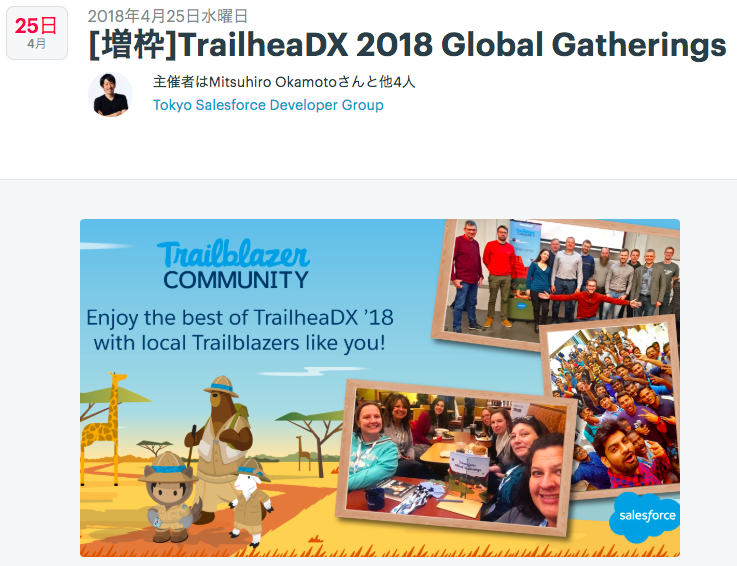 25日
4月
2018年4月25日水曜日
[増枠]TrailheaDX 2018 Global Gatherings
主催者はMitsuhiro Okamotoさんと他4人
Tokyo Salesforce Developer Group
Trailblazer
COMMUNITY
Enjoy the best of TrailheaDX ’18
with local Trailblazers like you!
salesforce